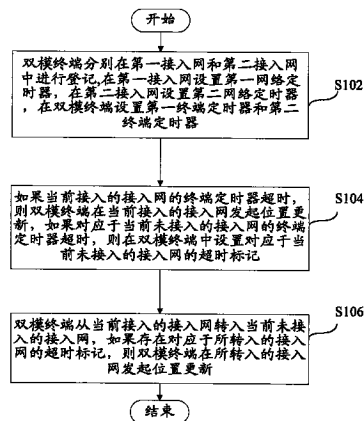 开始
双模终端分别在第一接入网和第二接入网
中进行登记,在第一接入网设置第一网络定
时器，在第二接入网设置第二网络定时器
，在双模终端设置第一终端定时器和第二
终端定时器
S102
如果当前接入的接入网的终端定时器超时，
则双模终端在当前接入的接入网发起位置更
新，如果对应于当前未接入的接入网的终端
定时器超时，则在双模终端中设置对应于当
前未接入的接入网的超时标记
S104
双模终端从当前接入的接入网转入当前未接
入的接入网，如果存在对应于所转入的接入
网的超时标记，则双模终端在所转入的接入
网发起位置更新
S106
结束